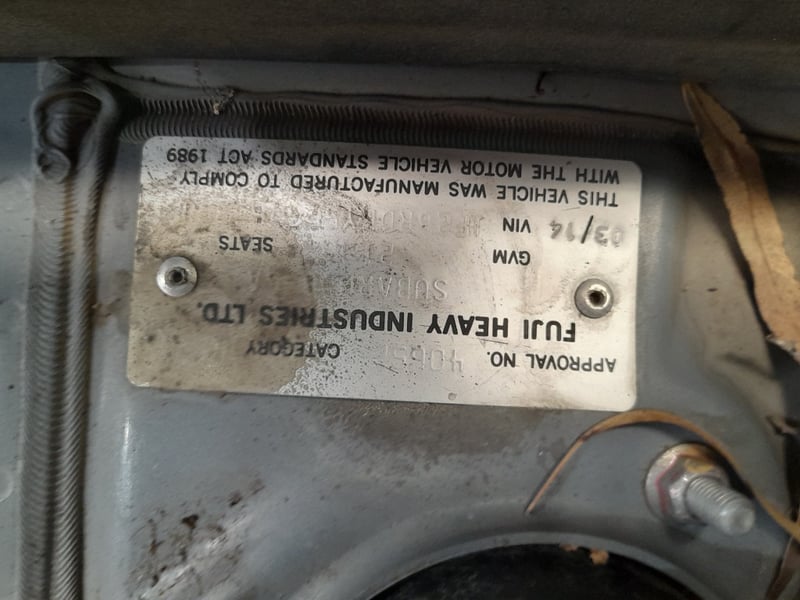 APPROVAL NO. CATEGORY
FUJI HEAVY INDUSTRIES LTD.
GVM SEATS
03/14 VIN
THIS VEHICLE WAS MANUFACTURED TO COMPLY
WITH THE MOTOR VEHICLE STANDARDS ACT 1989